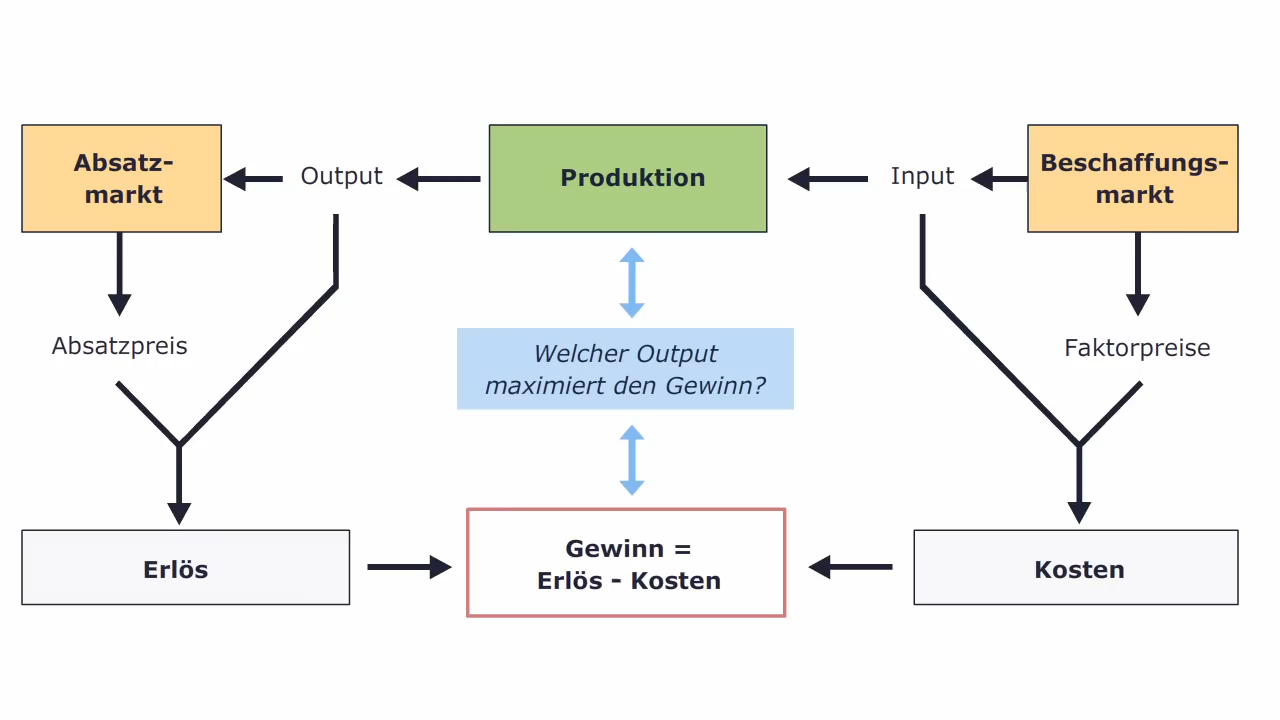 Absatz-
markt
Output
Produktion
Input
Beschaffungs-
markt
Absatzpreis
Welcher Output
maximiert den Gewinn?
Faktorpreise
Erlös
Gewinn =
Erlös - Kosten
Kosten